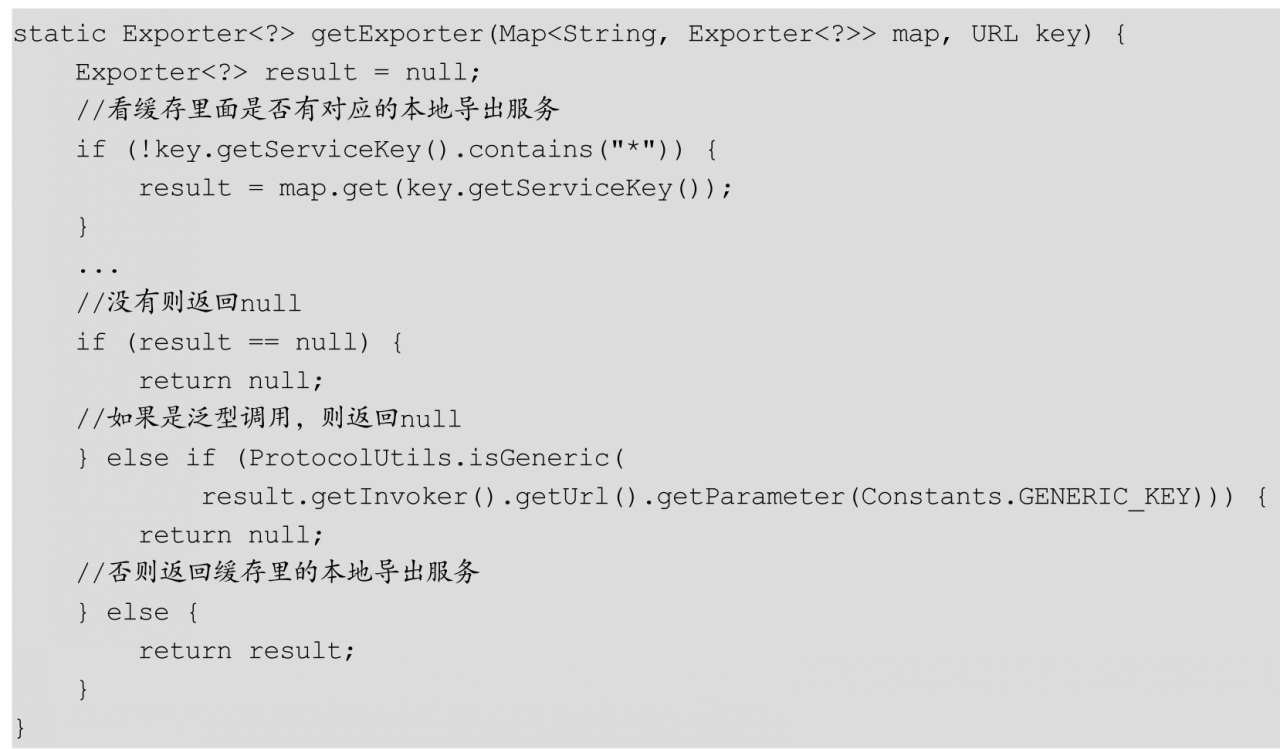 static Exporter<?> getExporter(Map<String, Exporter<?>> map, URL key) {
    Exporter<?> result = null;
    //看缓存里面是否有对应的本地导出服务
    if (!key.getServiceKey().contains("*")) {
        result = map.get(key.getServiceKey());
    }
    ...
    //没有则返回null
    if (result == null) {
        return null;
    //如果是泛型调用，则返回null
    } else if (ProtocolUtils.isGeneric(
            result.getInvoker().getUrl().getParameter(Constants.GENERIC_KEY))) {
        return null;
    //否则返回缓存里的本地导出服务
    } else {
        return result;
    }
}